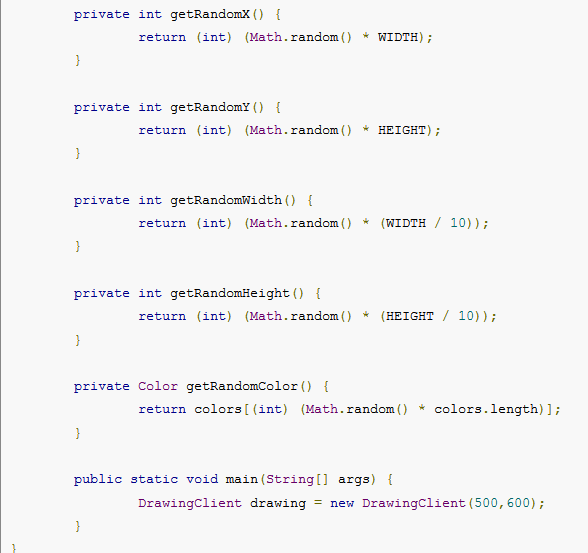 private int getRandomX() {
return (int) (Math.random() * WIDTH);
}
private int getRandomY() {
return (int) (Math.random() * HEIGHT);
}
private int getRandomWidth() {
return (int) (Math.random() * (WIDTH / 10));
}
private int getRandomHeight() {
return (int) (Math.random() * (HEIGHT / 10));
}
private Color getRandomColor() {
return colors[(int) (Math.random() * colors.length)];
}
public static void main(String[] args) {
DrawingClient drawing = new DrawingClient(500,600);
}
}